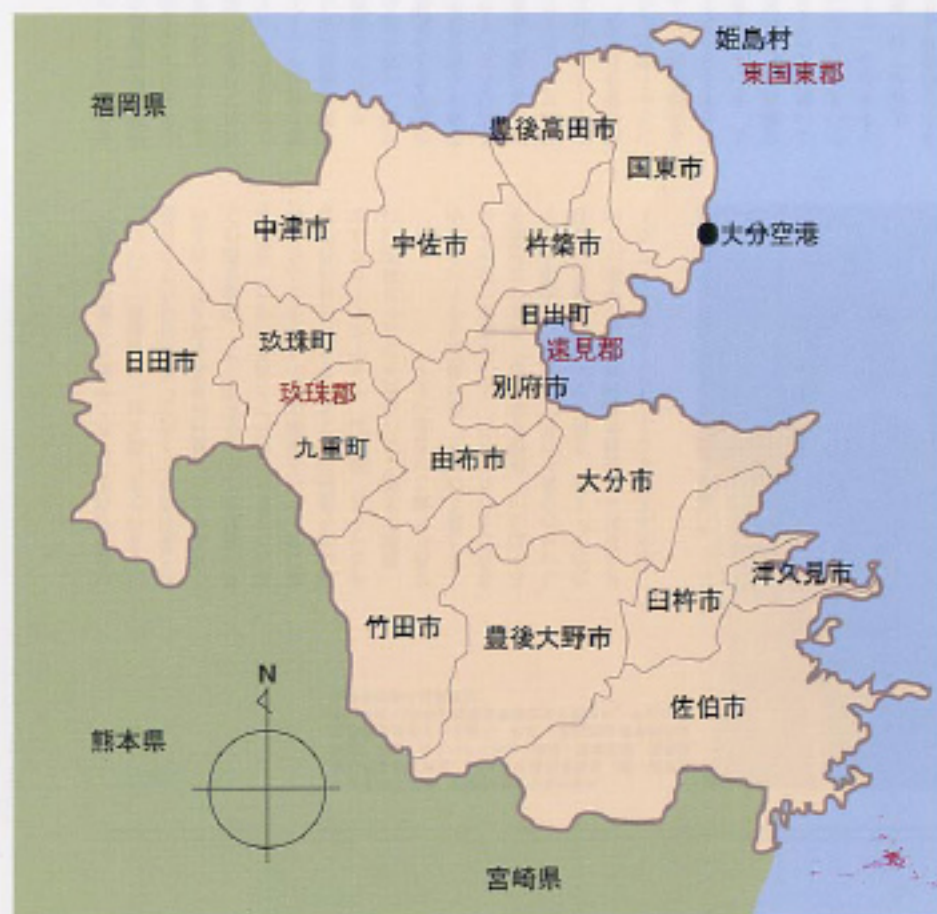 姫島村
東国東郡
福岡県
豊後高田市
国東市
中津市
宇佐市
杵築市
大分空港
日出町
玖珠町
遠見郡
日田市
別府市
玖珠郡
九重町
由布市
大分市
津久見市
臼杵市
竹田市
豊後大野市
N
佐伯市
熊本県
宮崎県